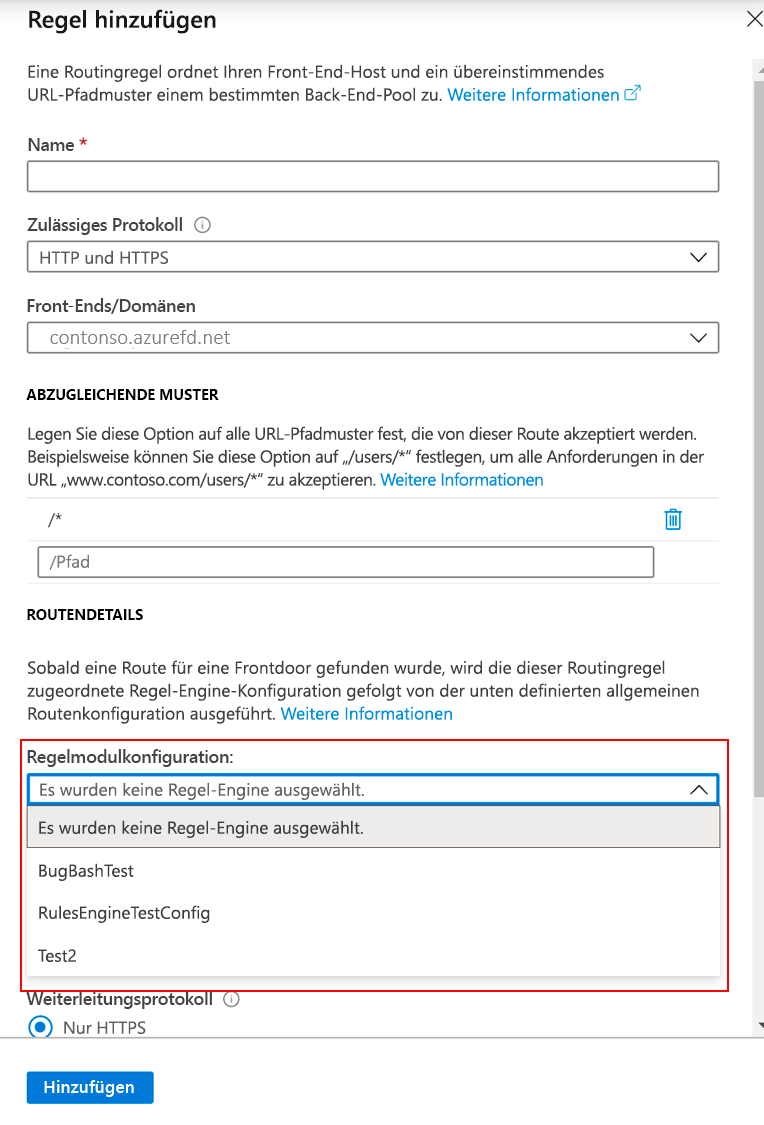 Regel hinzufügen
Eine Routingregel ordnet Ihren Front-End-Host und ein übereinstimmendes
URL-Pfadmuster einem bestimmten Back-End-Pool zu. Weitere Informationen
Name *
Zulässiges Protokoll
HTTP und HTTPS
Front-Ends/Domänen
contonso.azurefd.net
ABZUGLEICHENDE MUSTER
Legen Sie diese Option auf alle URL-Pfadmuster fest, die von dieser Route akzeptiert werden.
Beispielsweise können Sie diese Option auf „/users/*“ festlegen, um alle Anforderungen in der
URL „www.contoso.com/users/*“ zu akzeptieren. Weitere Informationen
/*
/Pfad
ROUTENDETAILS
Sobald eine Route für eine Frontdoor gefunden wurde, wird die dieser Routingregel
zugeordnete Regel-Engine-Konfiguration gefolgt von der unten definierten allgemeinen
Routenkonfiguration ausgeführt. Weitere Informationen
Regelmodulkonfiguration:
Es wurden keine Regel-Engine ausgewählt.
Es wurden keine Regel-Engine ausgewählt.
BugBashTest
RulesEngineTestConfig
Test2
Weiterleitungsprotokoll
Nur HTTPS
Hinzufügen